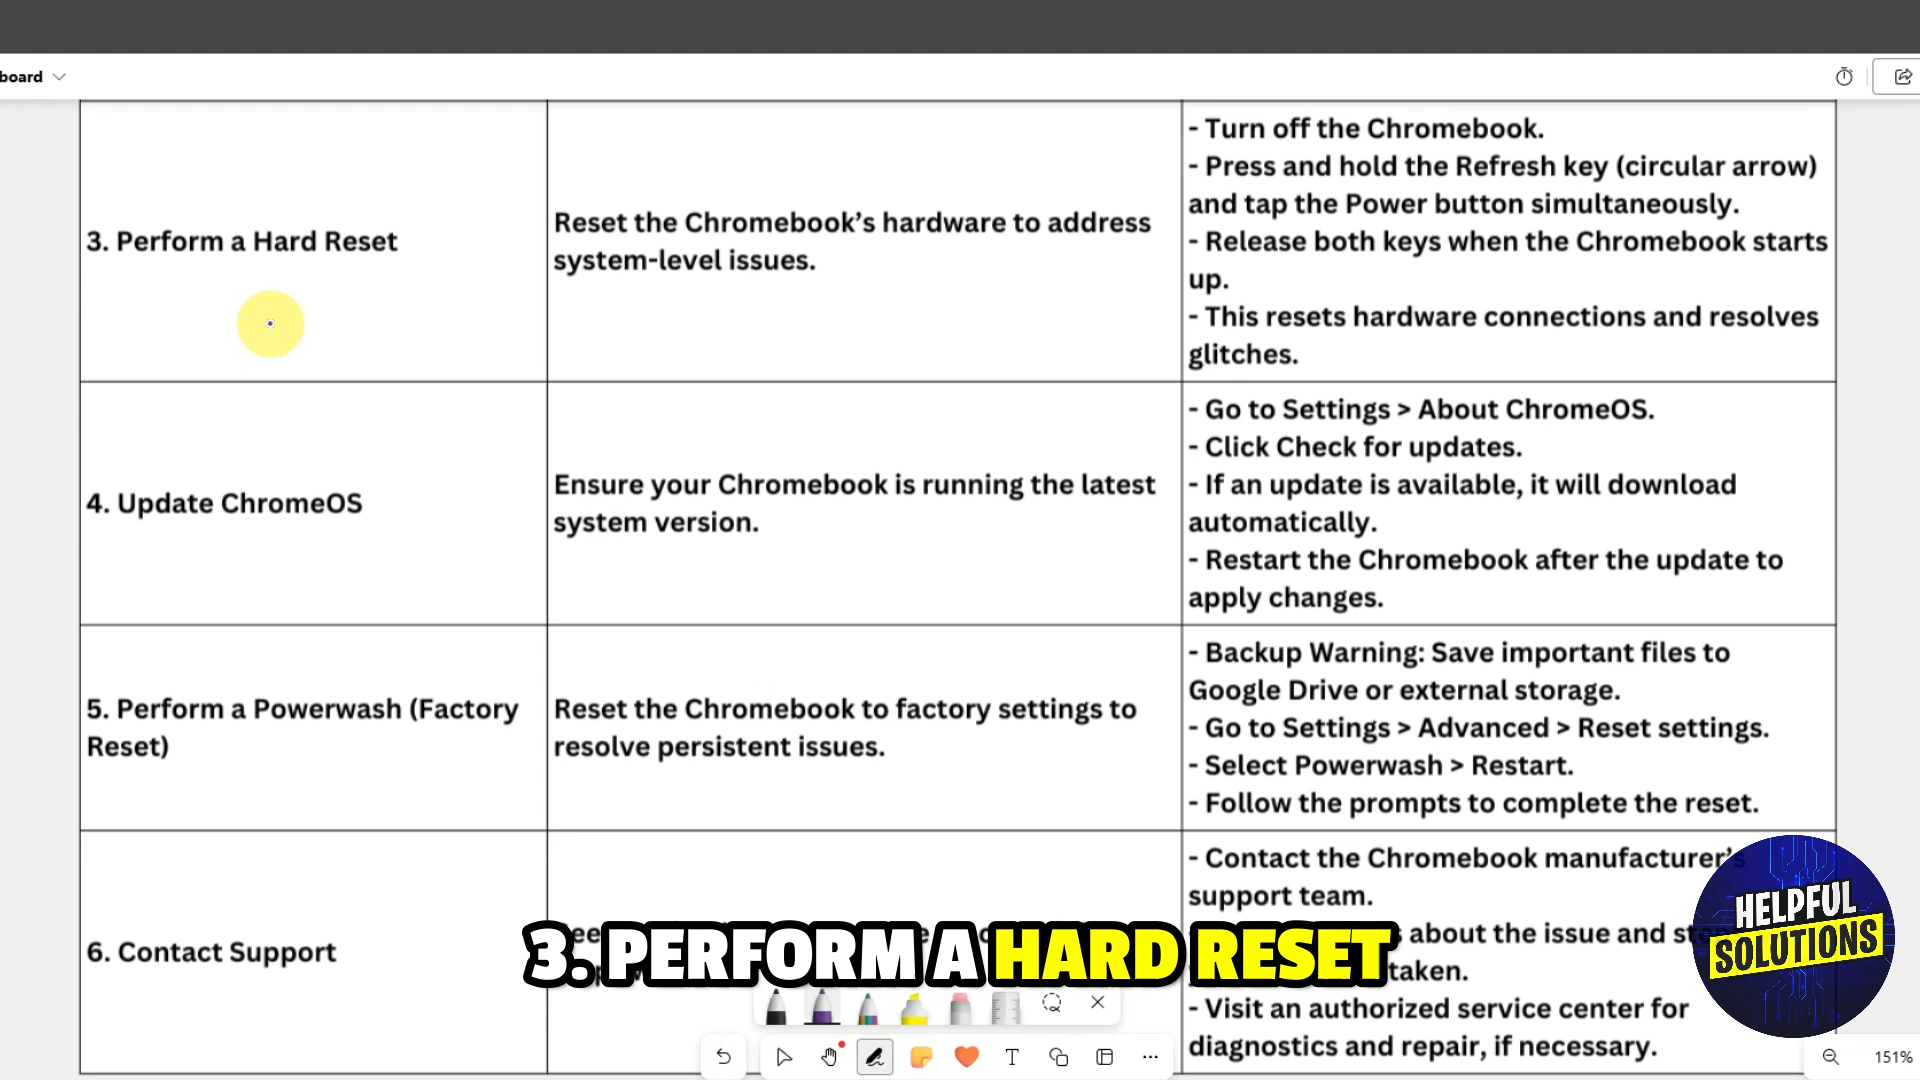 board
3. Perform a Hard Reset
Reset the Chromebook’s hardware to address
system-level issues.
- Turn off the Chromebook.
- Press and hold the Refresh key (circular arrow)
and tap the Power button simultaneously.
- Release both keys when the Chromebook starts
up.
- This resets hardware connections and resolves
glitches.
4. Update ChromeOS
Ensure your Chromebook is running the latest
system version.
- Go to Settings > About ChromeOS.
- Click Check for updates.
- If an update is available, it will download
automatically.
- Restart the Chromebook after the update to
apply changes.
5. Perform a Powerwash (Factory
Reset)
Reset the Chromebook to factory settings to
resolve persistent issues.
- Backup Warning: Save important files to
Google Drive or external storage.
- Go to Settings > Advanced > Reset settings.
- Select Powerwash > Restart.
- Follow the prompts to complete the reset.
6. Contact Support
- Contact the Chromebook manufacturer’s
support team.
about the issue and
taken.
- Visit an authorized service center for
diagnostics and repair, if necessary.
3. PERFORM A HARD RESET
HELPFUL
SOLUTIONS
T
151%